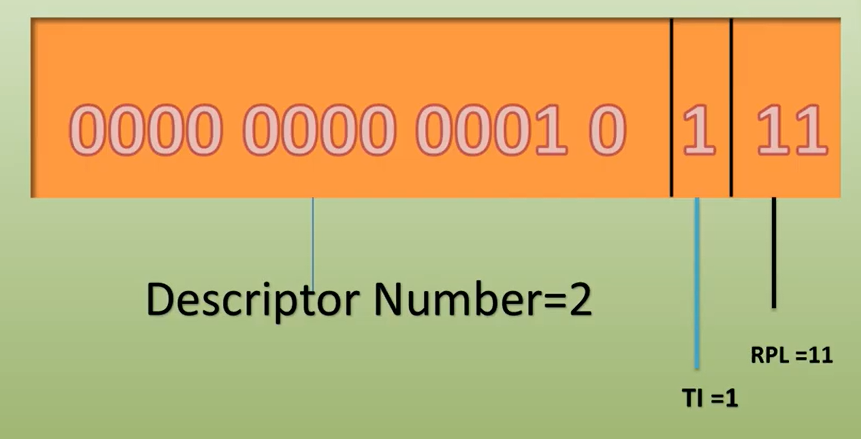 0000 0000 0001 0 1 11
Descriptor Number=2
RPL =11
TI =1